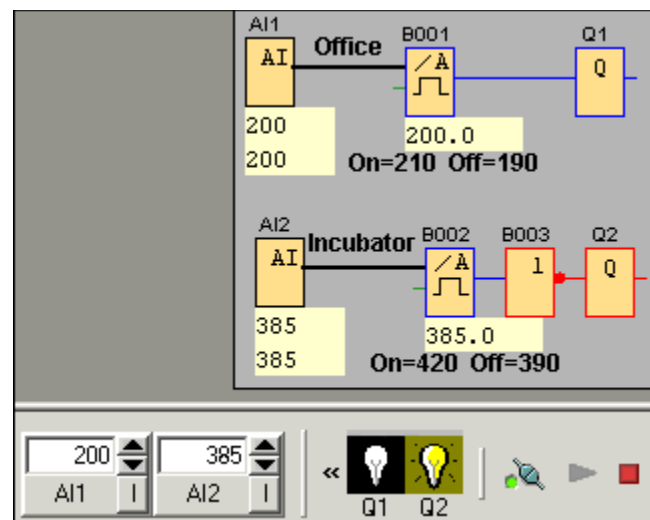 AI1 B001 Q1
Office
AI /A Q
200
200
200.0
On=210 Off=190
AI2 B002 B003 Q2
Incubator
AI /A 1 Q
385
385
385.0
On=420 Off=390
200 385 «
AI1 I AI2 I Q1 Q2